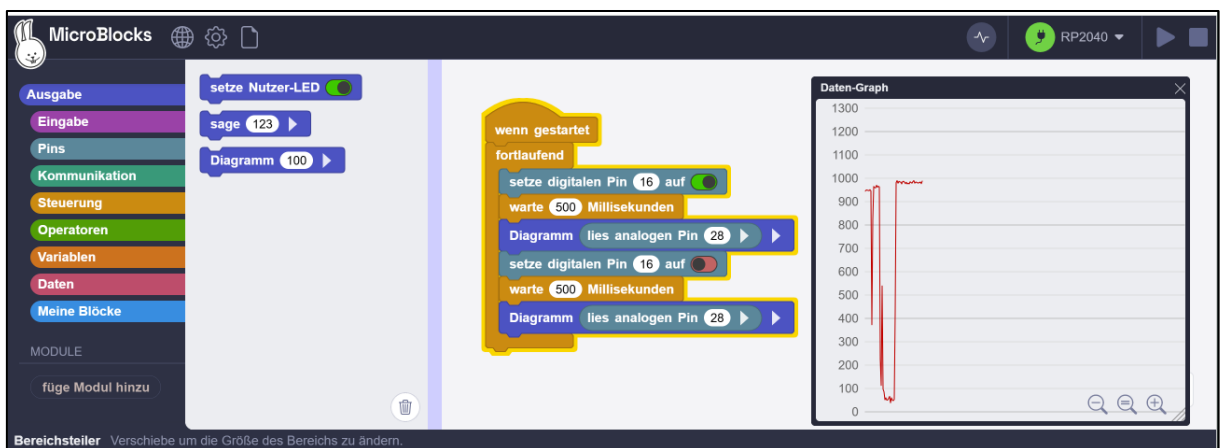 MicroBlocks
RP2040
Ausgabe
Eingabe
Pins
Kommunikation
Steuerung
Operatoren
Variablen
Daten
Meine Blöcke
MODULE
füge Modul hinzu
setze Nutzer-LED
sage 123
Diagramm 100
wenn gestartet
fortlaufend
setze digitalen Pin 16 auf
warte 500 Millisekunden
Diagramm lies analogen Pin 28
setze digitalen Pin 16 auf
warte 500 Millisekunden
Diagramm lies analogen Pin 28
Daten-Graph
1300
1200
1100
1000
900
800
700
600
500
400
300
200
100
0
Bereichsteiler Verschiebe um die Größe des Bereichs zu ändern.